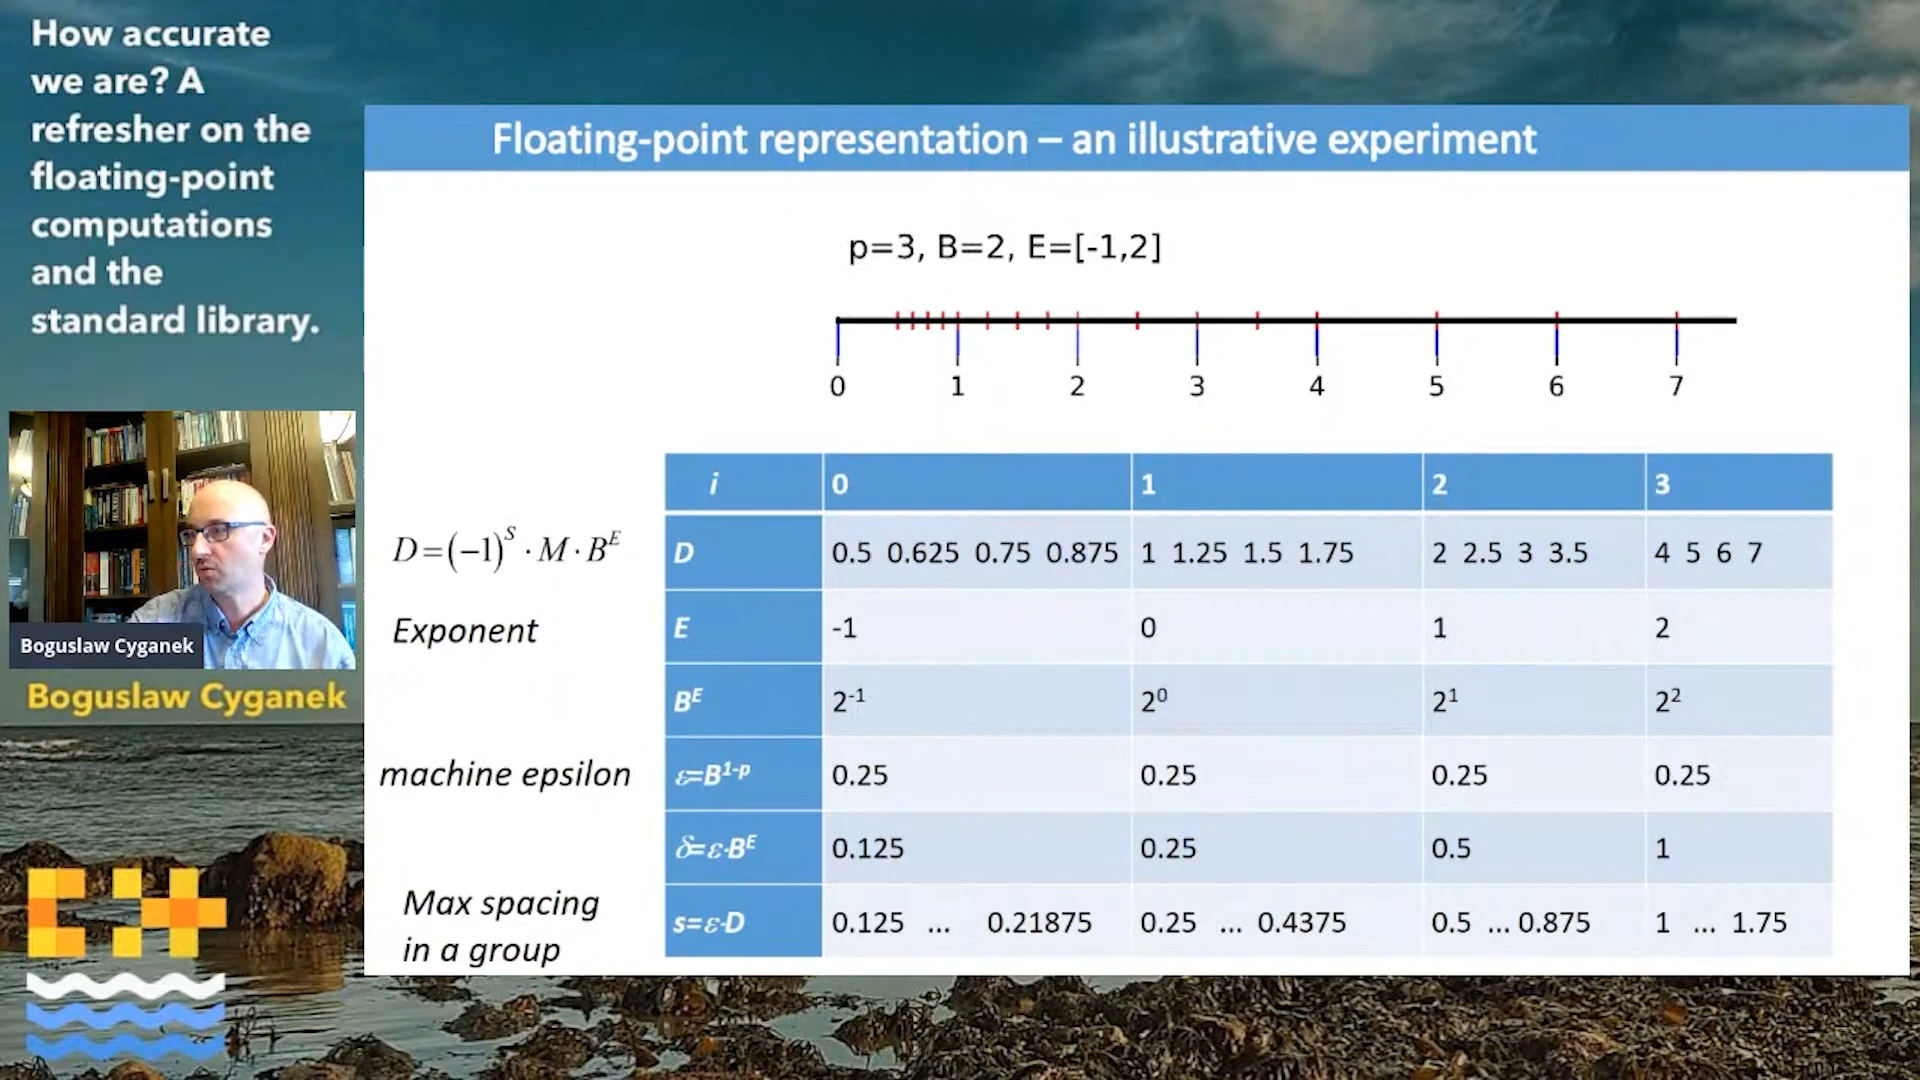 How accurate
we are? A
refresher on the
floating-point
computations
and the
standard library.
Boguslaw Cyganek
Boguslaw Cyganek
Floating-point representation – an illustrative experiment
p=3, B=2, E=[-1,2]
0 1 2 3 4 5 6 7
i 0 1 2 3
D=(−1)^S · M · B^E D 0.5 0.625 0.75 0.875 1 1.25 1.5 1.75 2 2.5 3 3.5 4 5 6 7
Exponent E -1 0 1 2
B^E 2^-1 2^0 2^1 2^2
machine epsilon ε=B^1-p 0.25 0.25 0.25 0.25
δ=ε·B^E 0.125 0.25 0.5 1
Max spacing
in a group
s=ε·D 0.125 ... 0.21875 0.25 ... 0.4375 0.5 ... 0.875 1 ... 1.75